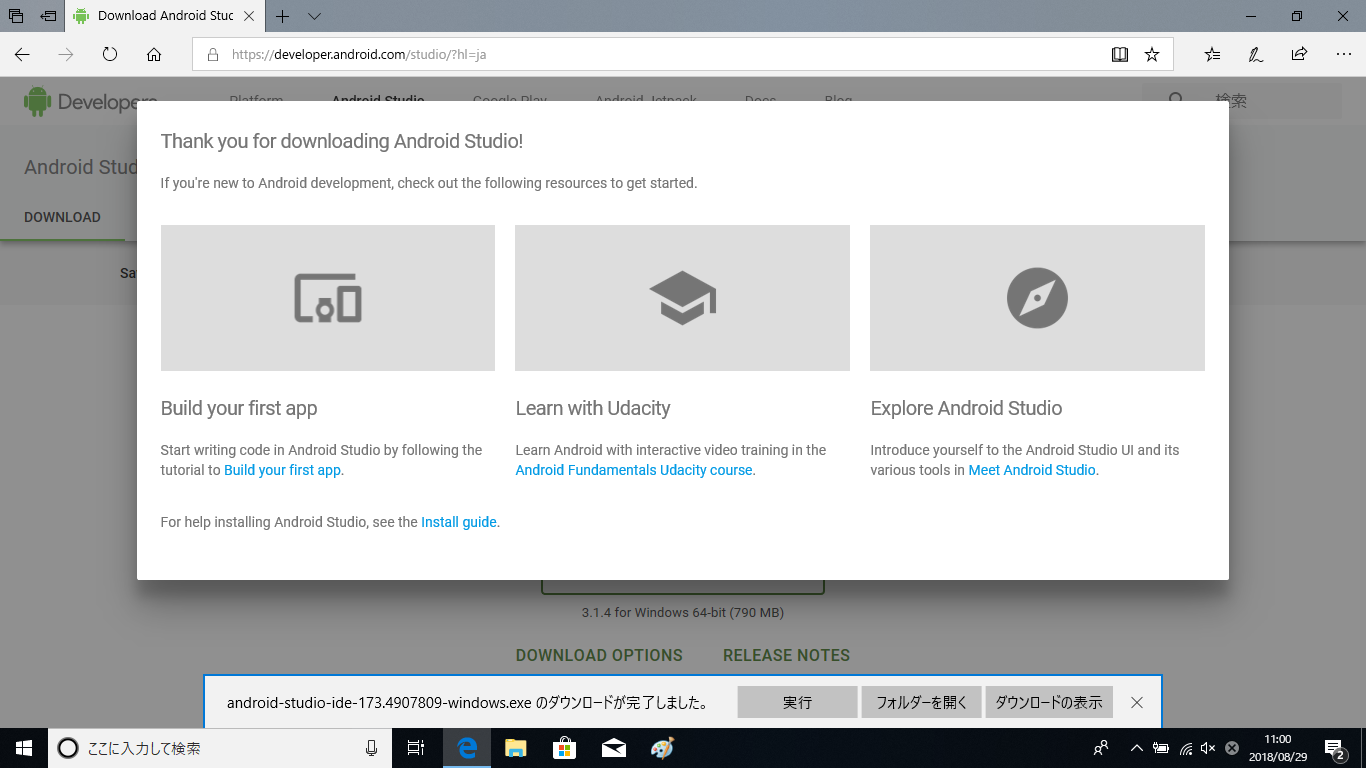 Download Android Stuc
https://developer.android.com/studio/?hl=ja
Developers
Platform
Android Studio
Google Play
Android Jetpack
Docs
Blog
検索
Android Stud
DOWNLOAD
Sa
Thank you for downloading Android Studio!
If you're new to Android development, check out the following resources to get started.
Build your first app
Start writing code in Android Studio by following the
tutorial to Build your first app.
Learn with Udacity
Learn Android with interactive video training in the
Android Fundamentals Udacity course.
Explore Android Studio
Introduce yourself to the Android Studio UI and its
various tools in Meet Android Studio.
For help installing Android Studio, see the Install guide.
3.1.4 for Windows 64-bit (790 MB)
DOWNLOAD OPTIONS
RELEASE NOTES
android-studio-ide-173.4907809-windows.exe のダウンロードが完了しました。
実行
フォルダーを開く
ダウンロードの表示
ここに入力して検索
11:00
2018/08/29
2